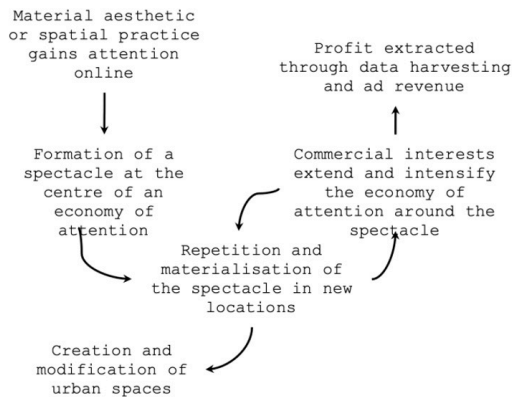 Material aesthetic
or spatial practice
gains attention
online
Profit extracted
through data harvesting
and ad revenue
Formation of a
spectacle at the
centre of an
economy of
attention
Commercial interests
extend and intensify
the economy of
attention around the
spectacle
Repetition and
materialisation of
the spectacle in new
locations
Creation and
modification of
urban spaces